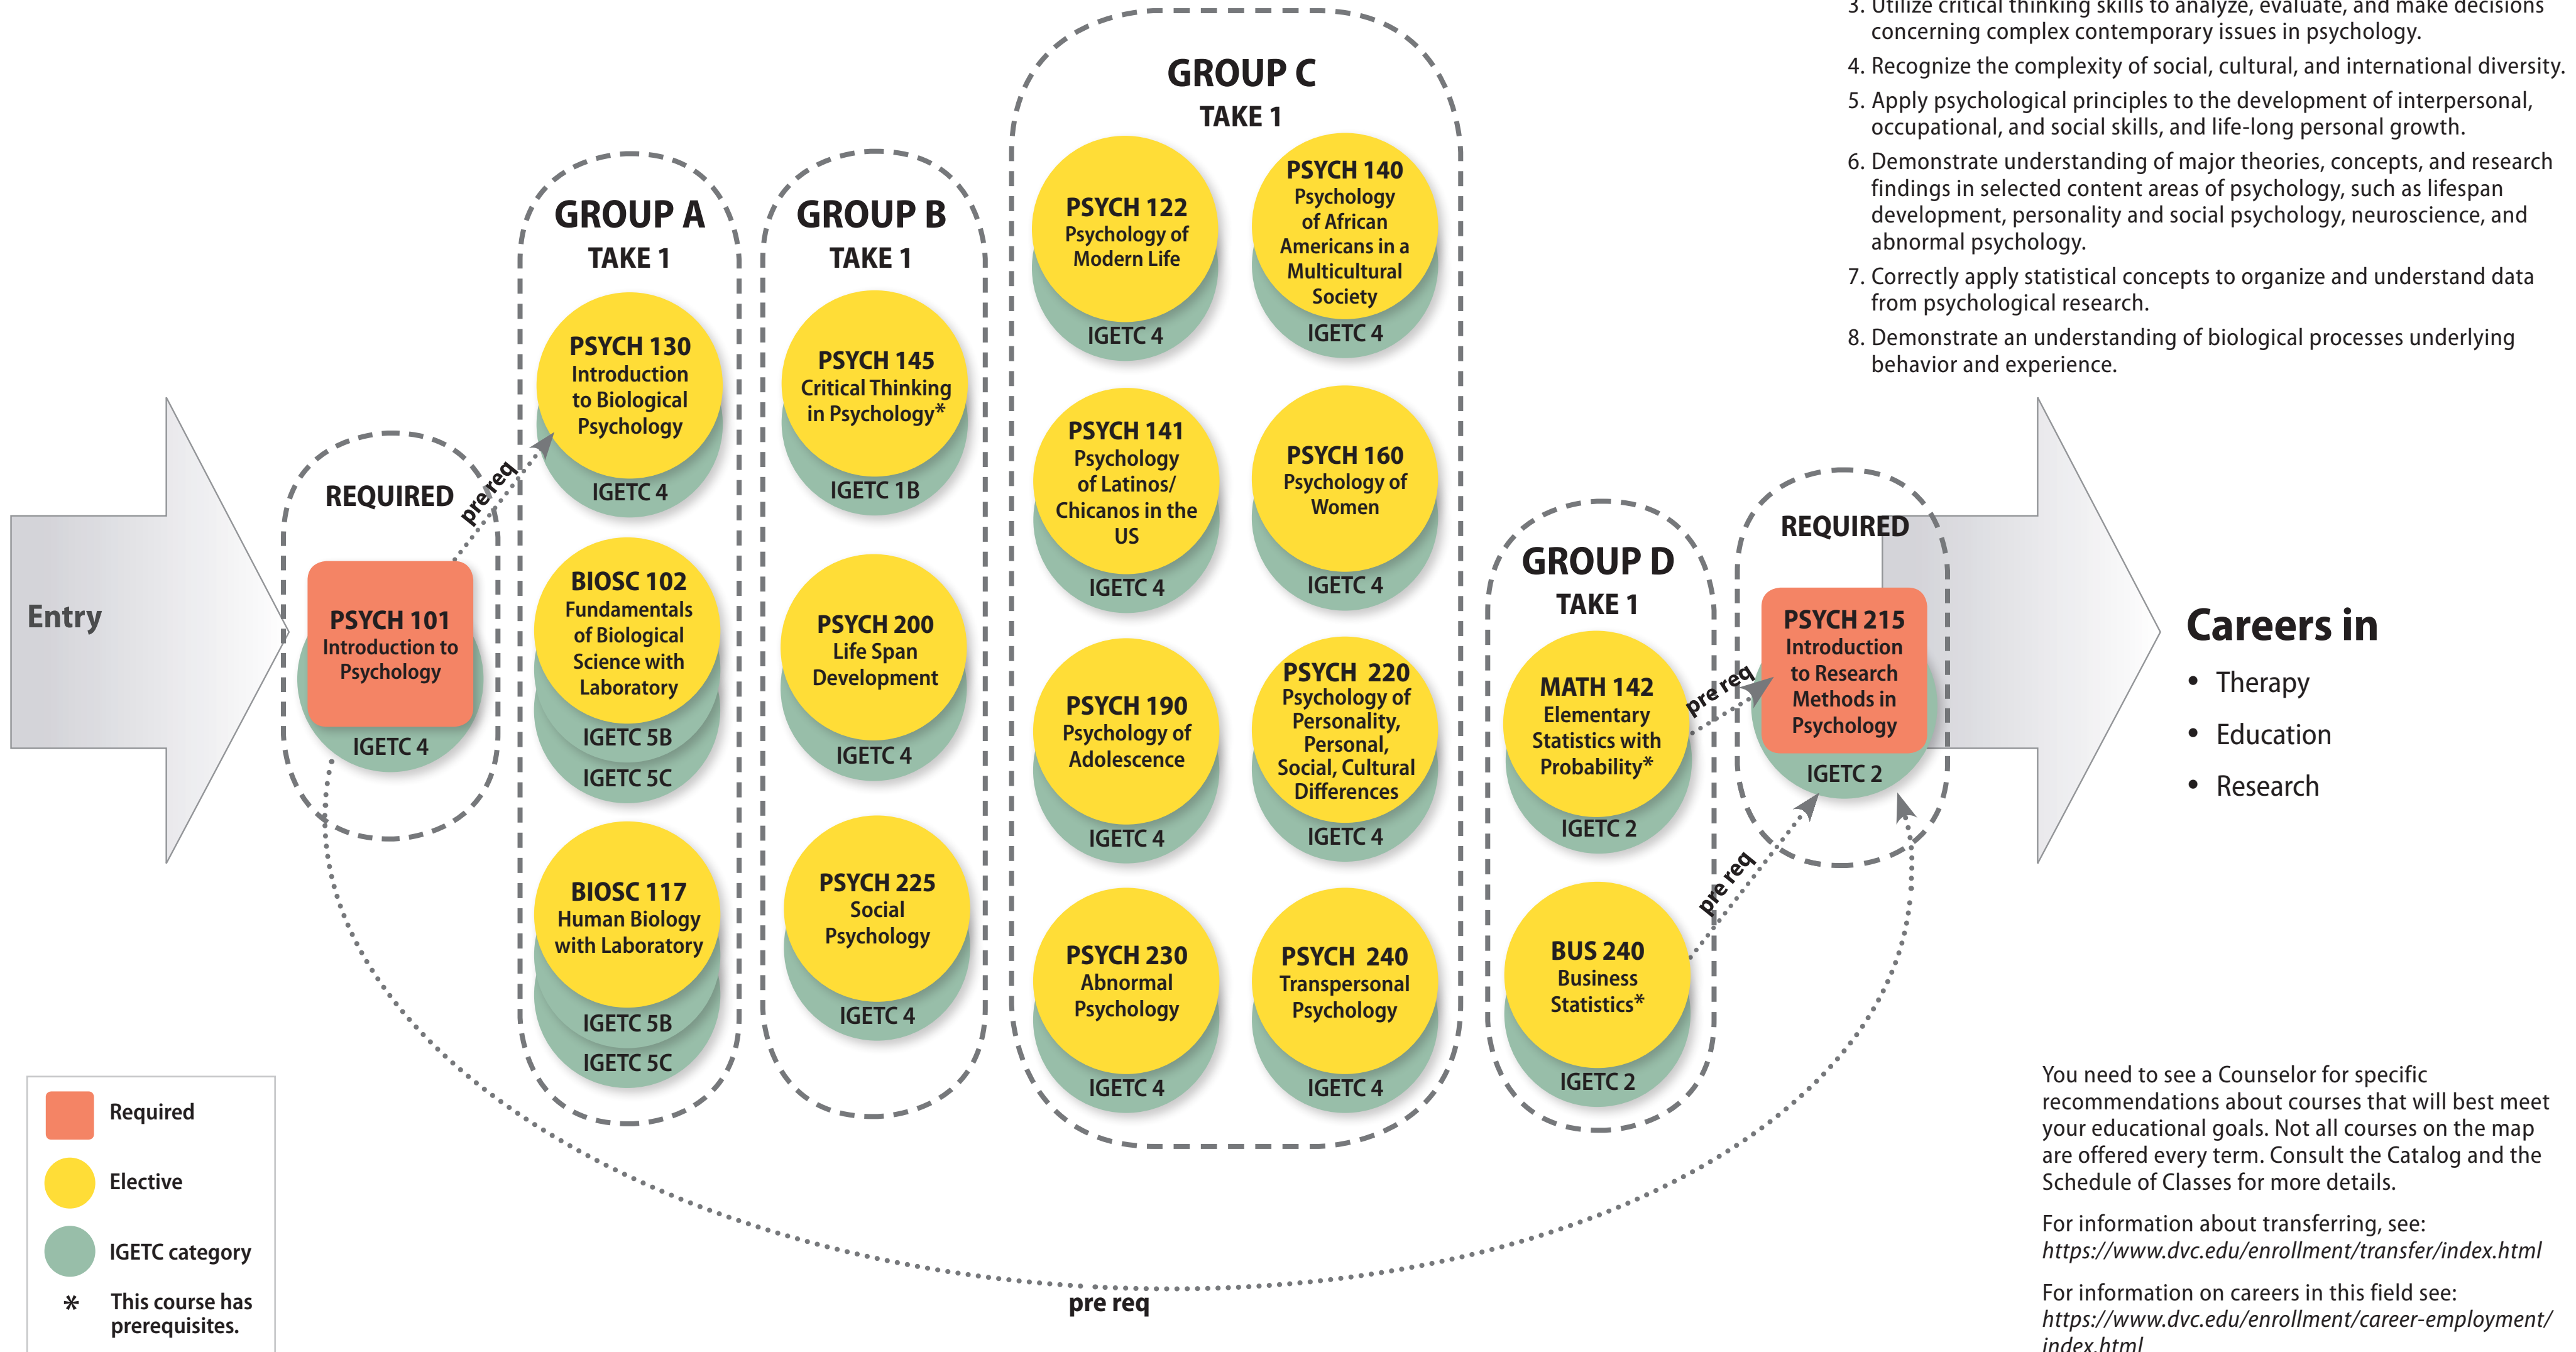 3. Utilize critical thinking skills to analyze, evaluate, and make decisions
concerning complex contemporary issues in psychology.
4. Recognize the complexity of social, cultural, and international diversity.
5. Apply psychological principles to the development of interpersonal,
occupational, and social skills, and life-long personal growth.
6. Demonstrate understanding of major theories, concepts, and research
findings in selected content areas of psychology, such as lifespan
development, personality and social psychology, neuroscience, and
abnormal psychology.
7. Correctly apply statistical concepts to organize and understand data
from psychological research.
8. Demonstrate an understanding of biological processes underlying
behavior and experience.
Entry
REQUIRED
PSYCH 101
Introduction to
Psychology
IGETC 4
pre req
GROUP A
TAKE 1
PSYCH 130
Introduction
to Biological
Psychology
IGETC 4
BIOSC 102
Fundamentals
of Biological
Science with
Laboratory
IGETC 5B
IGETC 5C
BIOSC 117
Human Biology
with Laboratory
IGETC 5B
IGETC 5C
GROUP B
TAKE 1
PSYCH 145
Critical Thinking
in Psychology*
IGETC 1B
PSYCH 200
Life Span
Development
IGETC 4
PSYCH 225
Social
Psychology
IGETC 4
GROUP C
TAKE 1
PSYCH 122
Psychology of
Modern Life
IGETC 4
PSYCH 140
Psychology
of African
Americans in a
Multicultural
Society
IGETC 4
PSYCH 141
Psychology
of Latinos/
Chicanos in the
US
IGETC 4
PSYCH 160
Psychology of
Women
IGETC 4
PSYCH 190
Psychology of
Adolescence
IGETC 4
PSYCH 220
Psychology of
Personality,
Personal,
Social, Cultural
Differences
IGETC 4
PSYCH 230
Abnormal
Psychology
IGETC 4
PSYCH 240
Transpersonal
Psychology
IGETC 4
GROUP D
TAKE 1
MATH 142
Elementary
Statistics with
Probability*
IGETC 2
BUS 240
Business
Statistics*
IGETC 2
pre req
pre req
REQUIRED
PSYCH 215
Introduction
to Research
Methods in
Psychology
IGETC 2
pre req
Careers in
• Therapy
• Education
• Research
Required
Elective
IGETC category
* This course has
prerequisites.
You need to see a Counselor for specific
recommendations about courses that will best meet
your educational goals. Not all courses on the map
are offered every term. Consult the Catalog and the
Schedule of Classes for more details.
For information about transferring, see:
https://www.dvc.edu/enrollment/transfer/index.html
For information on careers in this field see:
https://www.dvc.edu/enrollment/career-employment/
index.html